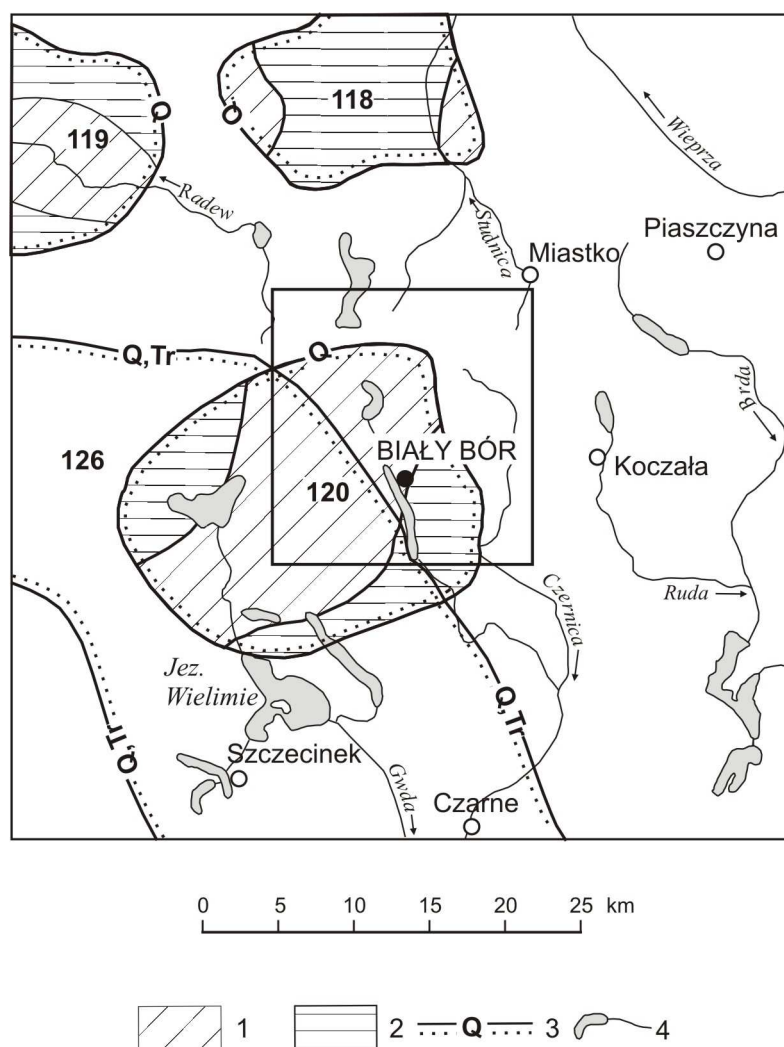 118
Q
119
Q
Wieprza
Radew
Studnica
Piaszczyna
Miastko
Q,Tr
Q
Brda
BIAŁY BÓR
126
Koczała
120
Czernica
Ruda
Jez.
Wielimie
Q,Tr
Q,Tr
Szczecinek
Gwda
Czarne
0 5 10 15 20 25 km
1 2 Q 3 4